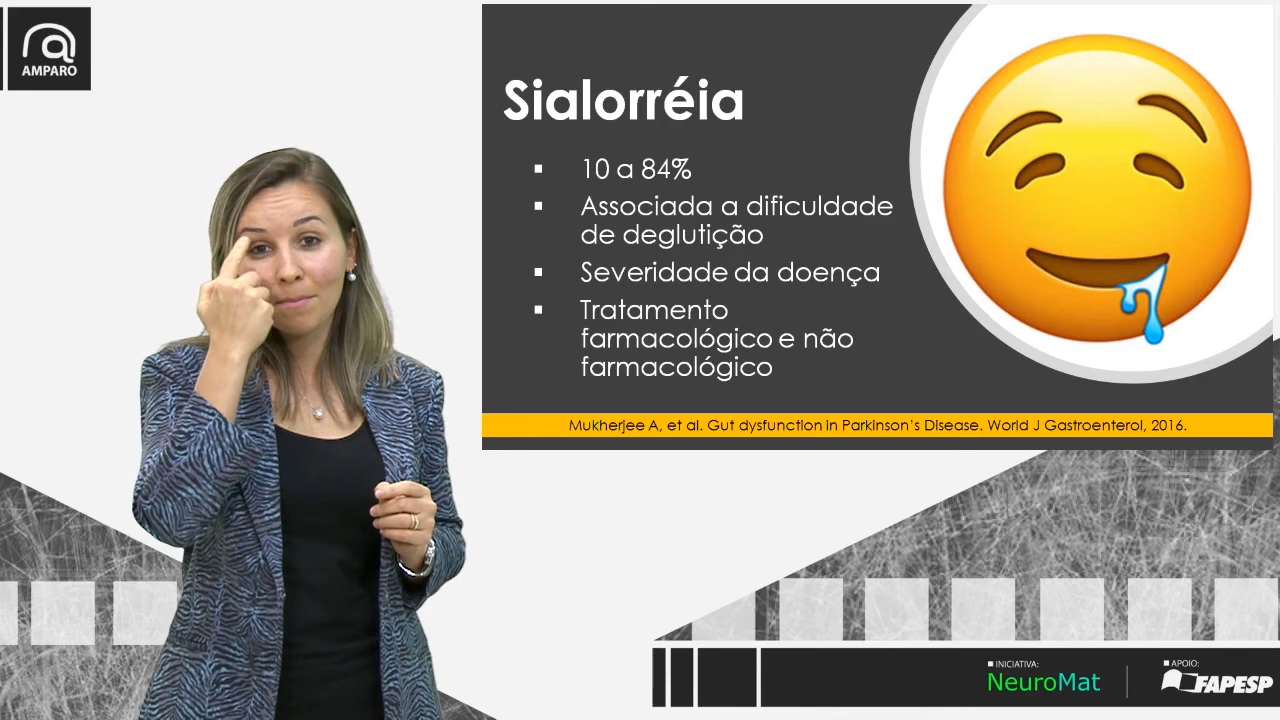 AMPARO
Sialorréia
10 a 84%
Associada a dificuldade
de deglutição
Severidade da doença
Tratamento
farmacológico e não
farmacológico
Mukherjee A, et al. Gut dysfunction in Parkinson's Disease. World J Gastroenterol, 2016.
INICIATIVA:
NeuroMat
APOIO:
FAPESP